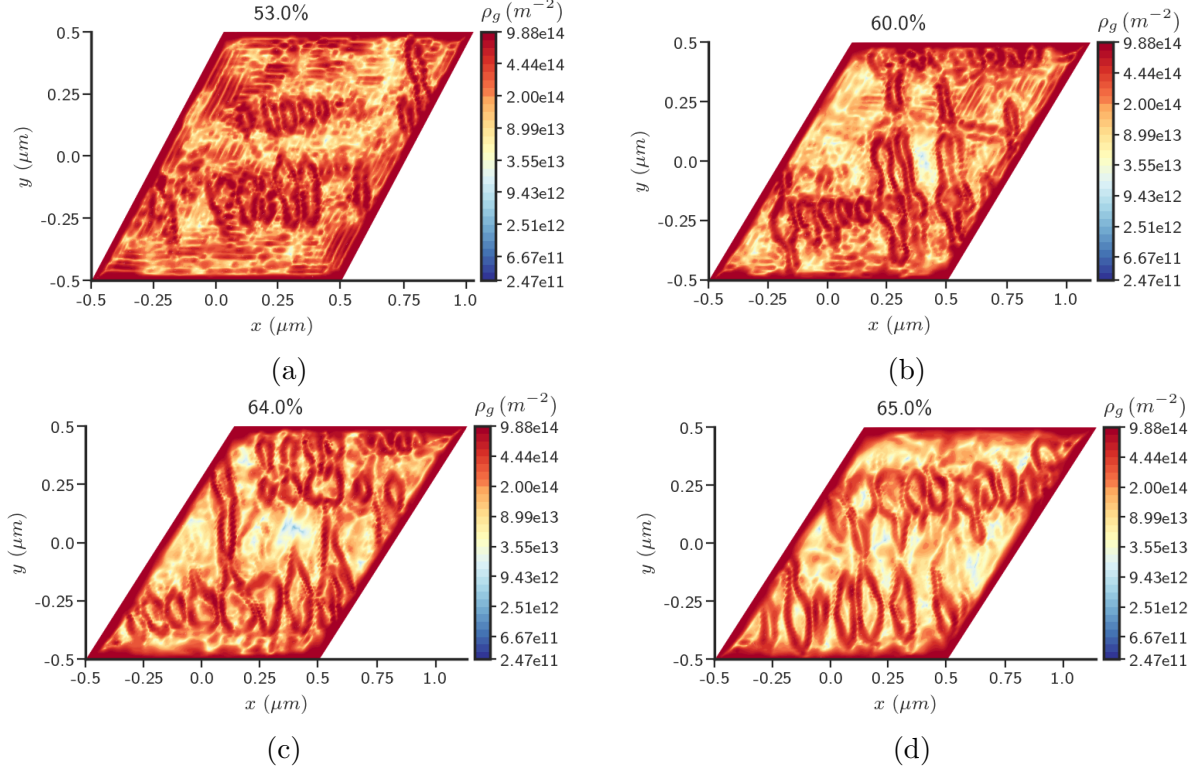 53.0%
ρ_g (m⁻²)
9.88e14
4.44e14
2.00e14
8.99e13
3.55e13
9.43e12
2.51e12
6.67e11
2.47e11
0.5
0.25
0.0
-0.25
-0.5
y (μm)
-0.5 -0.25 0.0 0.25 0.5 0.75 1.0
x (μm)
(a)
60.0%
ρ_g (m⁻²)
9.88e14
4.44e14
2.00e14
8.99e13
3.55e13
9.43e12
2.51e12
6.67e11
2.47e11
0.5
0.25
0.0
-0.25
-0.5
y (μm)
-0.5 -0.25 0.0 0.25 0.5 0.75 1.0
x (μm)
(b)
64.0%
ρ_g (m⁻²)
9.88e14
4.44e14
2.00e14
8.99e13
3.55e13
9.43e12
2.51e12
6.67e11
2.47e11
0.5
0.25
0.0
-0.25
-0.5
y (μm)
-0.5 -0.25 0.0 0.25 0.5 0.75 1.0
x (μm)
(c)
65.0%
ρ_g (m⁻²)
9.88e14
4.44e14
2.00e14
8.99e13
3.55e13
9.43e12
2.51e12
6.67e11
2.47e11
0.5
0.25
0.0
-0.25
-0.5
y (μm)
-0.5 -0.25 0.0 0.25 0.5 0.75 1.0
x (μm)
(d)